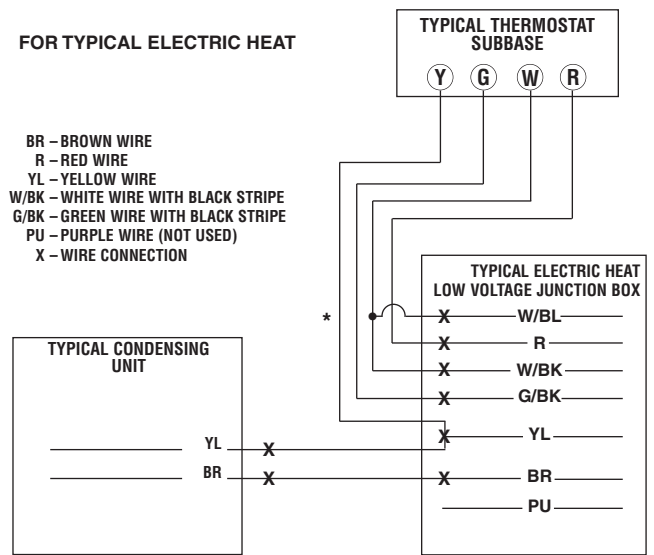 FOR TYPICAL ELECTRIC HEAT
TYPICAL THERMOSTAT
SUBBASE
Y G W R
BR – BROWN WIRE
R – RED WIRE
YL – YELLOW WIRE
W/BK – WHITE WIRE WITH BLACK STRIPE
G/BK – GREEN WIRE WITH BLACK STRIPE
PU – PURPLE WIRE (NOT USED)
X – WIRE CONNECTION
TYPICAL ELECTRIC HEAT
LOW VOLTAGE JUNCTION BOX
*
X W/BL
X R
X W/BK
X G/BK
X YL
X BR
PU
TYPICAL CONDENSING
UNIT
YL X
BR X